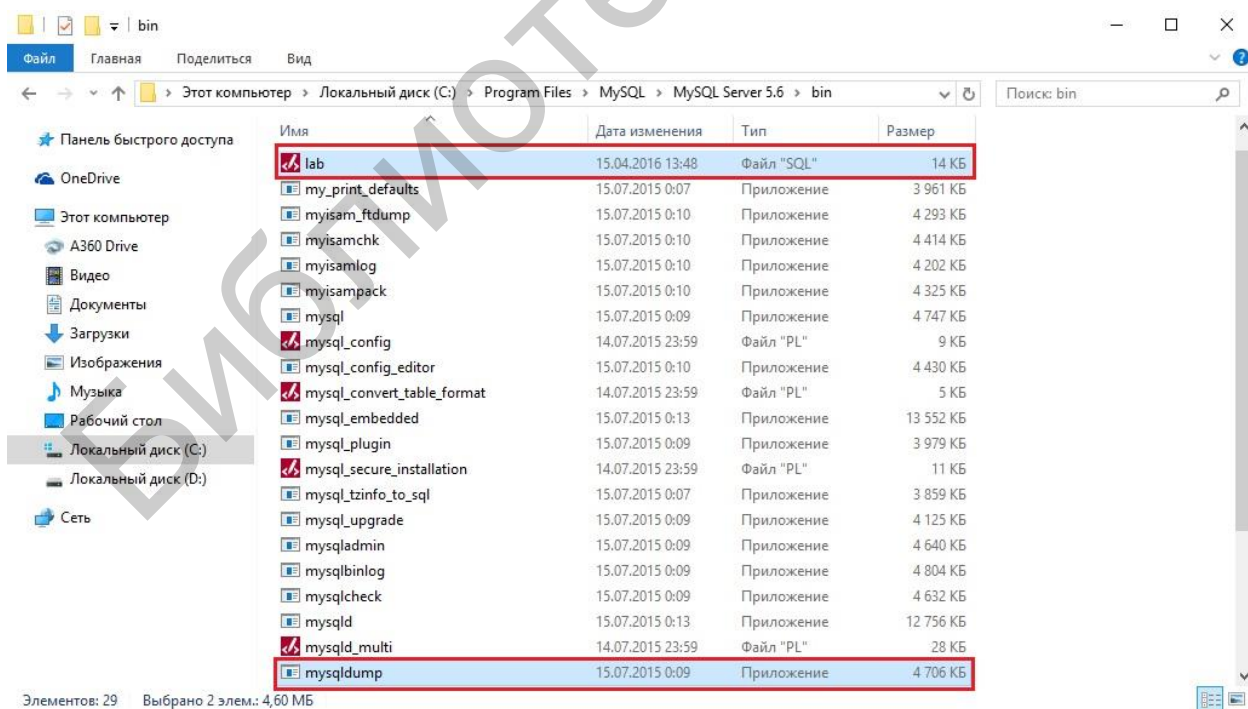 bin
Файл Главная Поделиться Вид
Этот компьютер > Локальный диск (C:) > Program Files > MySQL > MySQL Server 5.6 > bin Поиск: bin
Панель быстрого доступа
OneDrive
Этот компьютер
A360 Drive
Видео
Документы
Загрузки
Изображения
Музыка
Рабочий стол
Локальный диск (C:)
Локальный диск (D:)
Сеть
Имя Дата изменения Тип Размер
lab 15.04.2016 13:48 Файл "SQL" 14 КБ
my_print_defaults 15.07.2015 0:07 Приложение 3 961 КБ
myisam_ftdump 15.07.2015 0:10 Приложение 4 293 КБ
myisamchk 15.07.2015 0:10 Приложение 4 414 КБ
myisamlog 15.07.2015 0:10 Приложение 4 202 КБ
myisampack 15.07.2015 0:10 Приложение 4 325 КБ
mysql 15.07.2015 0:09 Приложение 4 747 КБ
mysql_config 14.07.2015 23:59 Файл "PL" 9 КБ
mysql_config_editor 15.07.2015 0:10 Приложение 4 430 КБ
mysql_convert_table_format 14.07.2015 23:59 Файл "PL" 5 КБ
mysql_embedded 15.07.2015 0:13 Приложение 13 552 КБ
mysql_plugin 15.07.2015 0:09 Приложение 3 979 КБ
mysql_secure_installation 14.07.2015 23:59 Файл "PL" 11 КБ
mysql_tzinfo_to_sql 15.07.2015 0:07 Приложение 3 859 КБ
mysql_upgrade 15.07.2015 0:09 Приложение 4 125 КБ
mysqladmin 15.07.2015 0:09 Приложение 4 640 КБ
mysqlbinlog 15.07.2015 0:09 Приложение 4 804 КБ
mysqlcheck 15.07.2015 0:09 Приложение 4 632 КБ
mysqld 15.07.2015 0:13 Приложение 12 756 КБ
mysqld_multi 14.07.2015 23:59 Файл "PL" 28 КБ
mysqldump 15.07.2015 0:09 Приложение 4 706 КБ
Элементов: 29 Выбрано 2 элем.: 4,60 МБ
Библиоте